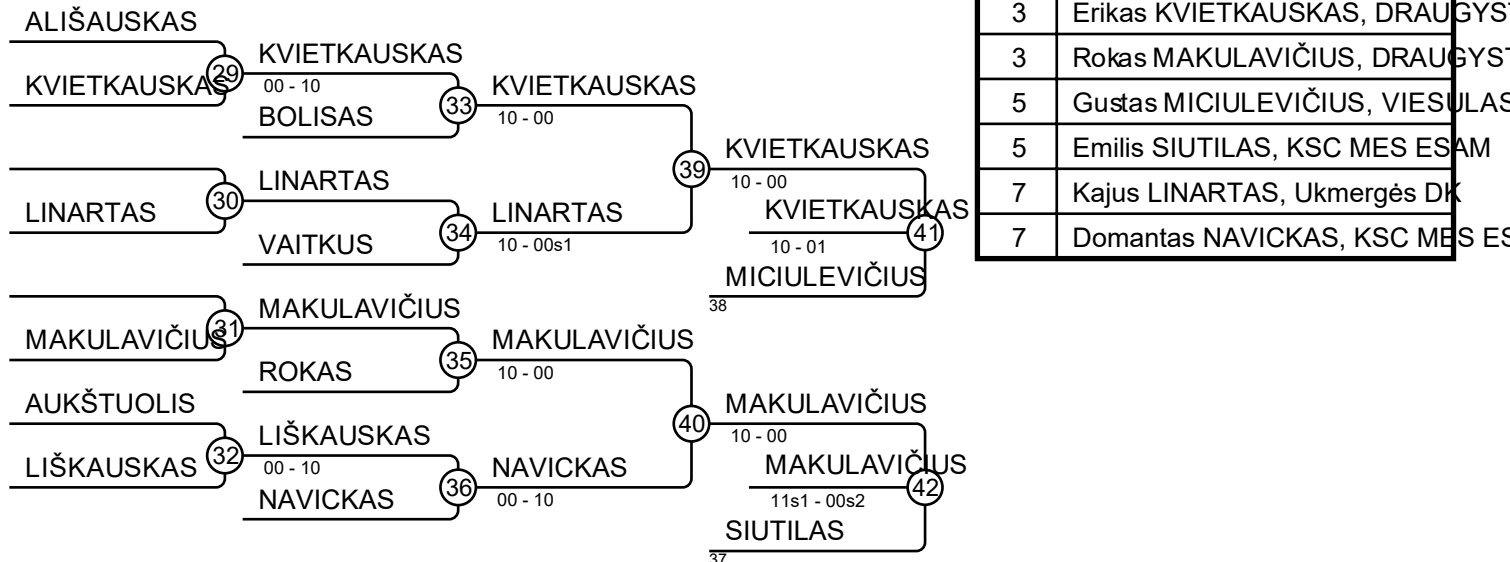 ALIŠAUSKAS
29
KVIETKAUSKAS
KVIETKAUSKAS
00 - 10
BOLISAS
33
KVIETKAUSKAS
10 - 00
LINARTAS
30
LINARTAS
VAITKUS
34
LINARTAS
10 - 00s1
39
KVIETKAUSKAS
10 - 00
KVIETKAUSKAS
10 - 01
41
MICIULEVIČIUS
38
31
MAKULAVIČIUS
MAKULAVIČIUS
ROKAS
35
MAKULAVIČIUS
10 - 00
AUKŠTUOLIS
32
LIŠKAUSKAS
LIŠKAUSKAS
00 - 10
NAVICKAS
36
NAVICKAS
00 - 10
40
MAKULAVIČIUS
10 - 00
MAKULAVIČIUS
11s1 - 00s2
42
SIUTILAS
37
3 Erikas KVIETKAUSKAS, DRAUGYST
3 Rokas MAKULAVIČIUS, DRAUGYST
5 Gustas MICIULEVIČIUS, VIESULAS
5 Emilis SIUTILAS, KSC MES ESAM
7 Kajus LINARTAS, Ukmergės DK
7 Domantas NAVICKAS, KSC MES ES